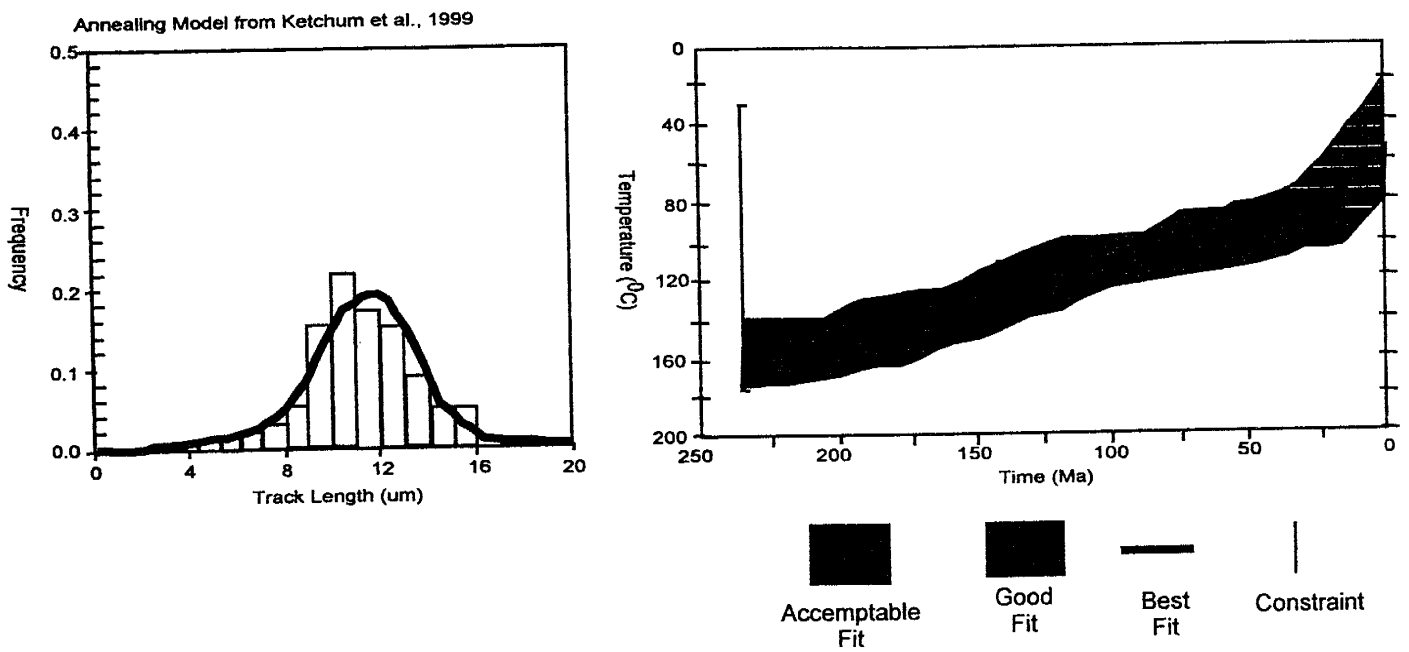 Annealing Model from Ketchum et al., 1999
0.5
0.4
0.3
0.2
0.1
0.0
Frequency
0
4
8
12
16
20
Track Length (um)
0
40
80
120
160
200
Temperature (⁰C)
250
200
150
100
50
0
Time (Ma)
Accemptable
Fit
Good
Fit
Best
Fit
Constraint